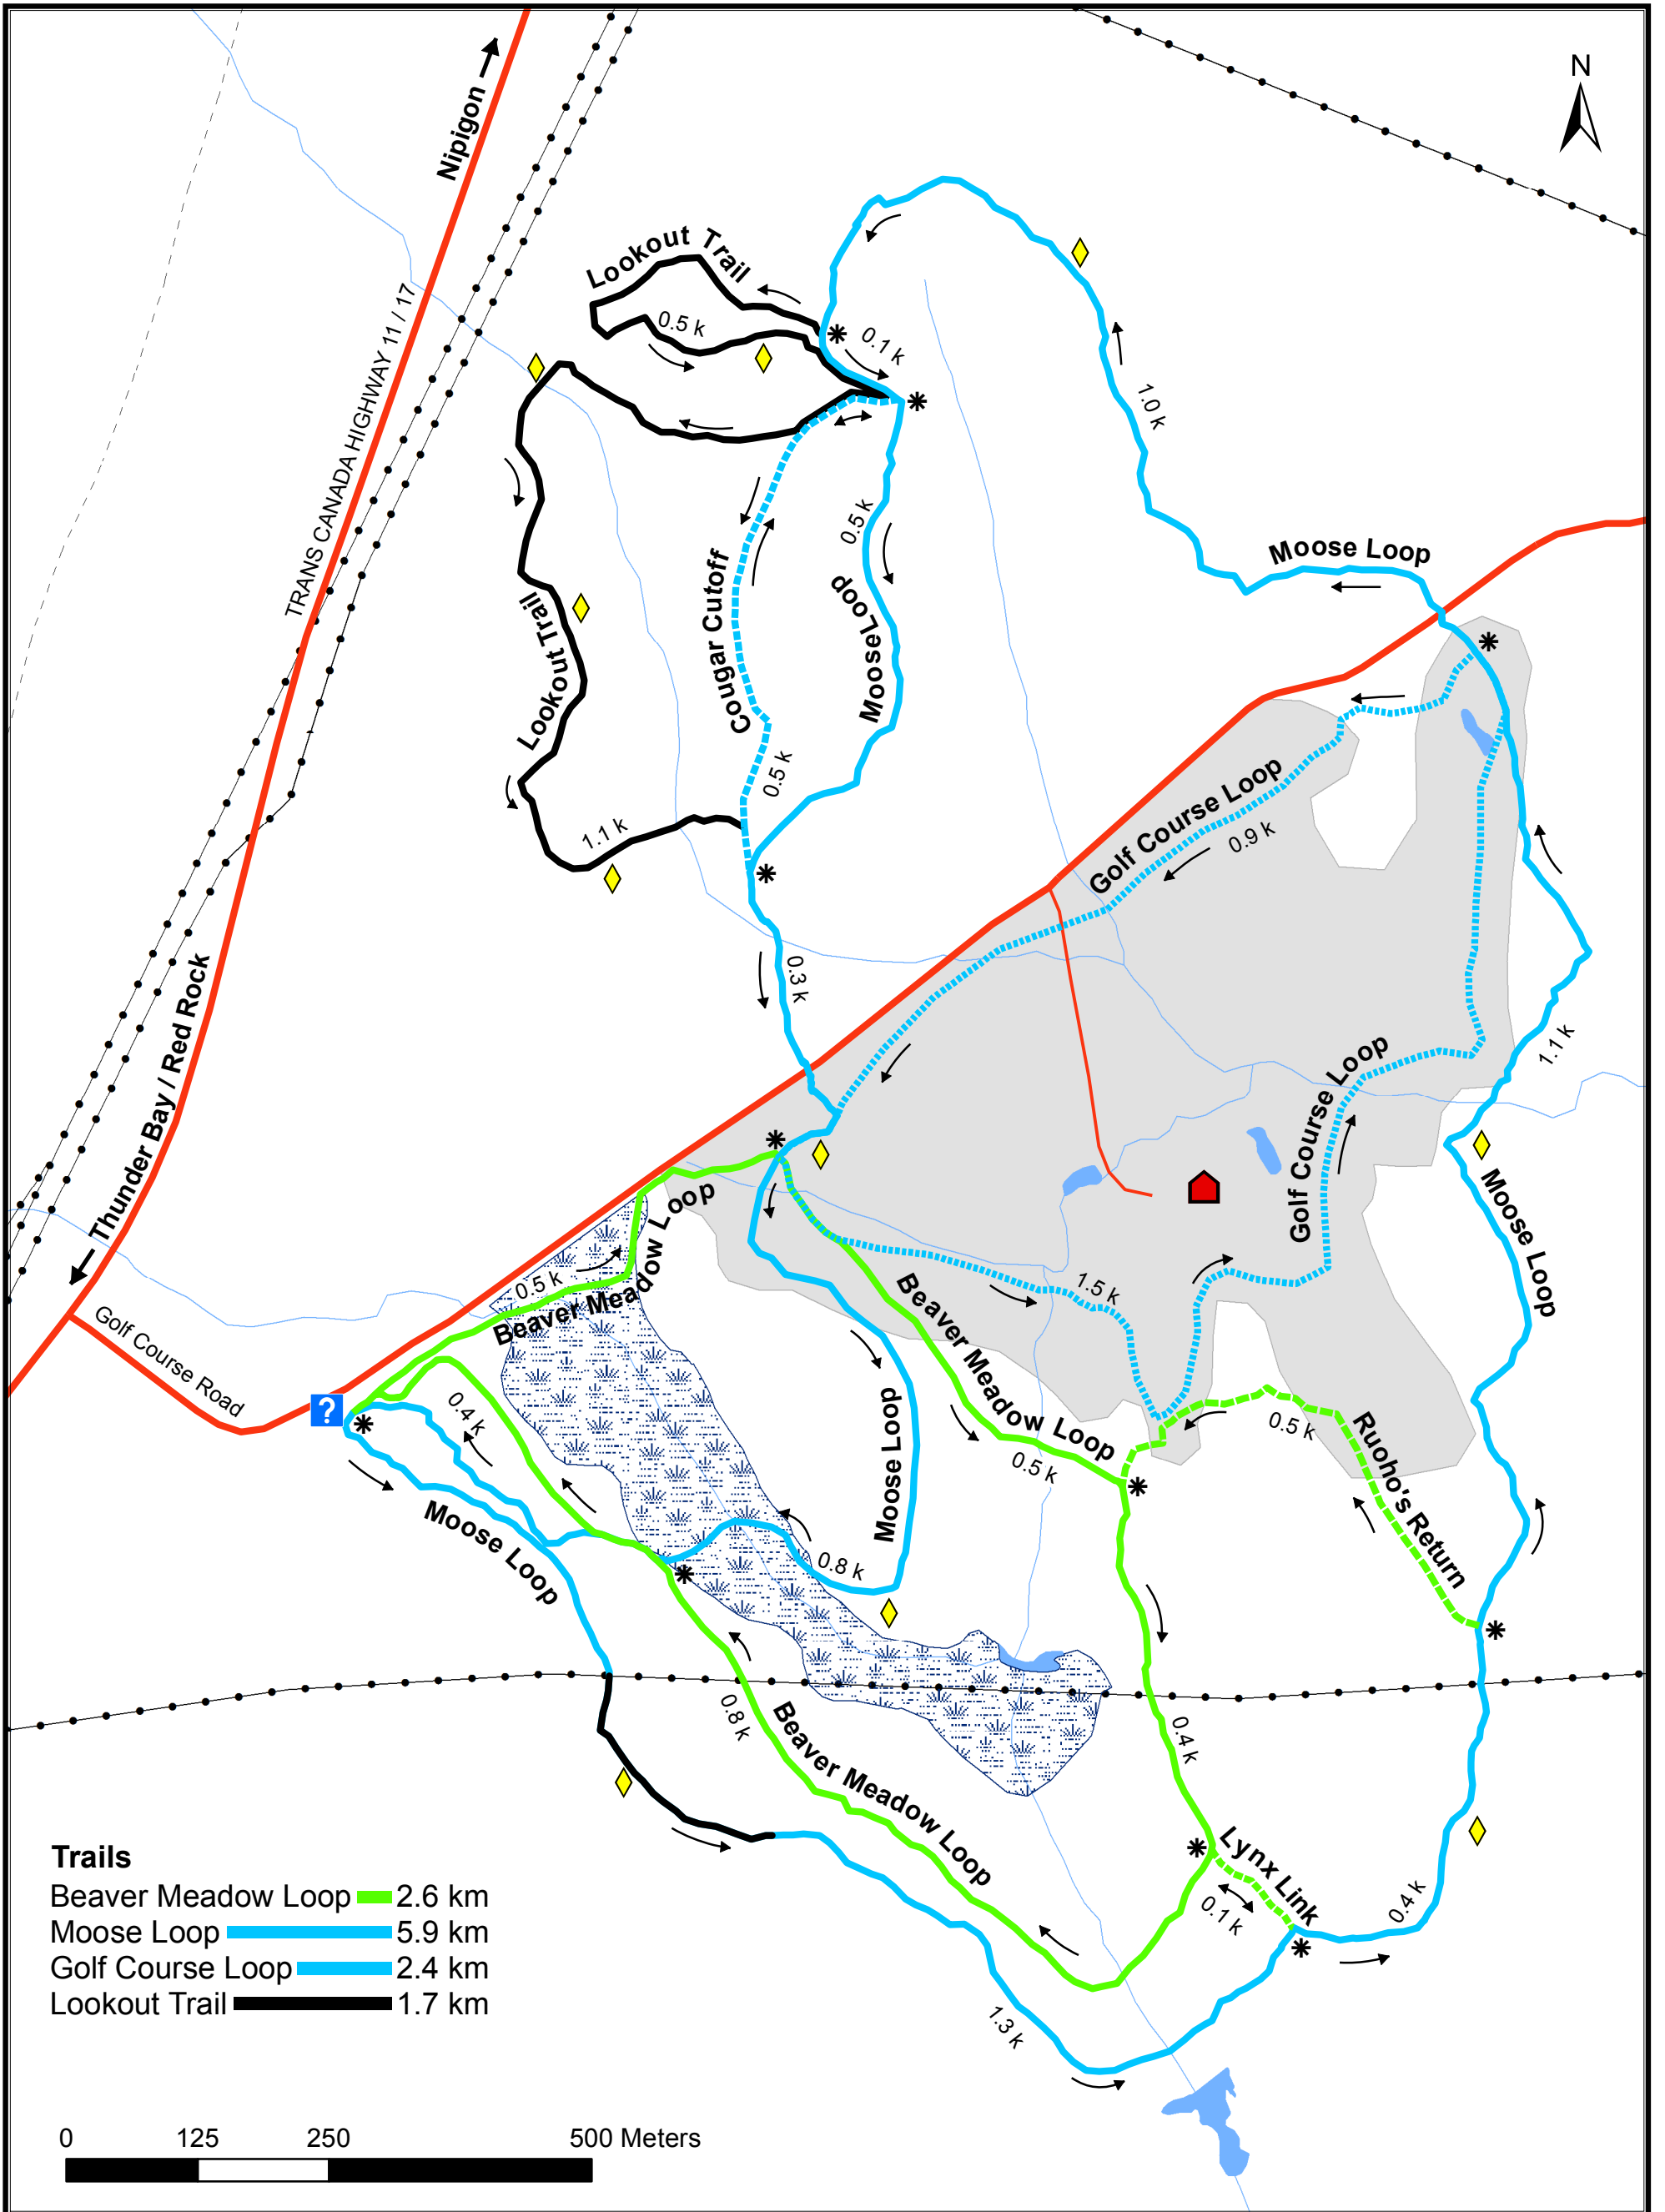 N
Nipigon
TRANS CANADA HIGHWAY 11 / 17
Lookout Trail
0.5 k
0.1 k
1.0 k
0.5 k
Moose Loop
Cougar Cutoff
MooseLoop
Lookout Trail
0.5 k
1.1 k
Golf Course Loop
0.9 k
0.3 k
Thunder Bay / Red Rock
1.1 k
Golf Course Loop
Moose Loop
Beaver Meadow Loop
0.5 k
1.5 k
Golf Course Road
Beaver Meadow Loop
?
0.4 k
Moose Loop
0.5 k
0.5 k
Ruoho's Return
Moose Loop
0.8 k
0.8 k
Beaver Meadow Loop
0.4 k
Lynx Link
0.1 k
0.4 k
1.3 k
Trails
Beaver Meadow Loop 2.6 km
Moose Loop 5.9 km
Golf Course Loop 2.4 km
Lookout Trail 1.7 km
0 125 250 500 Meters